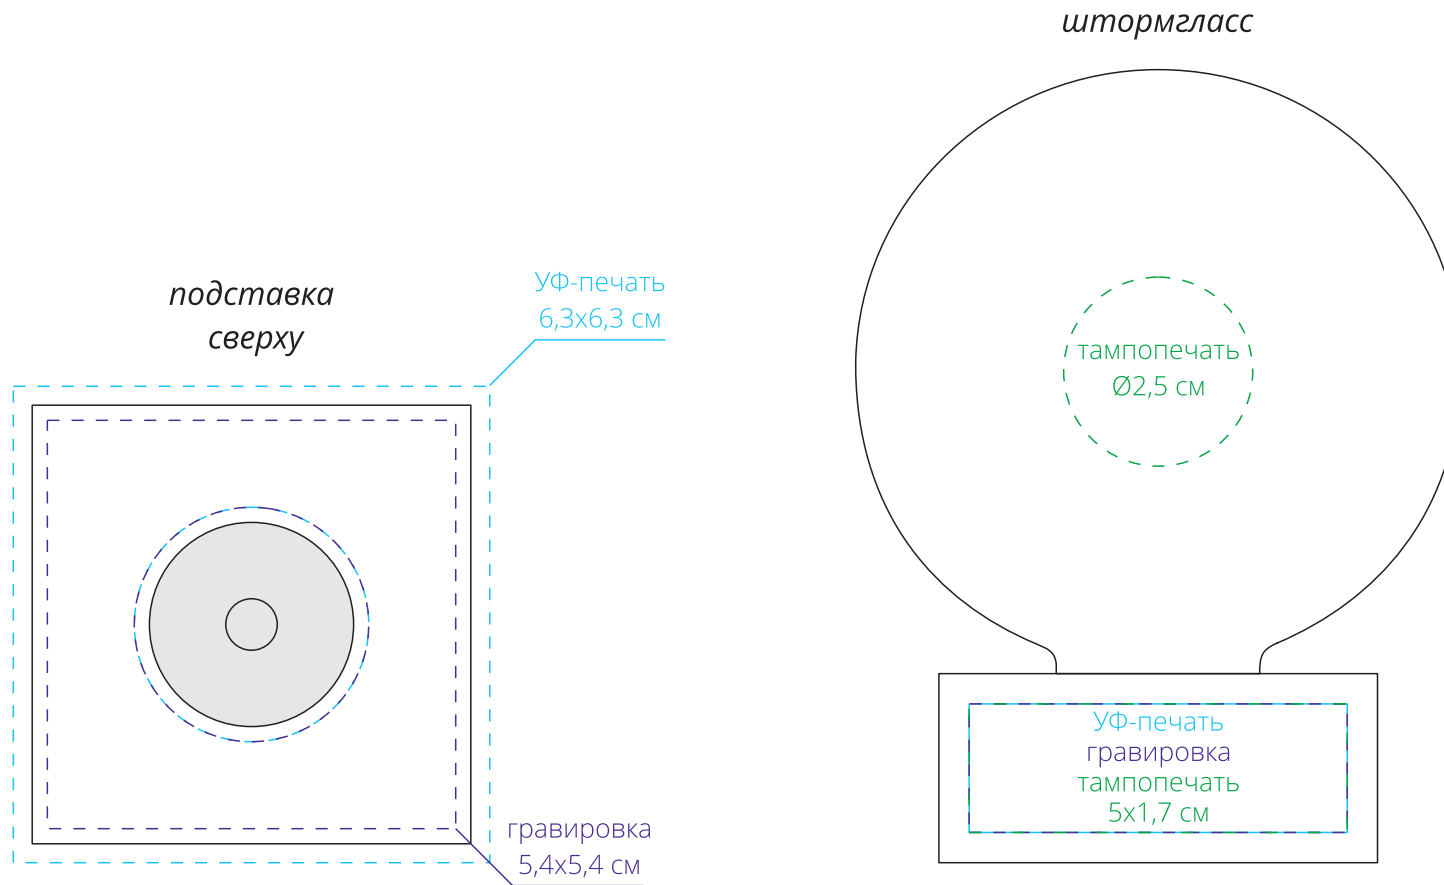 штормгласс
подставка
сверху
УФ-печать
6,3х6,3 см
тампопечать
Ø2,5 см
УФ-печать
гравировка
тампопечать
5х1,7 см
гравировка
5,4х5,4 см